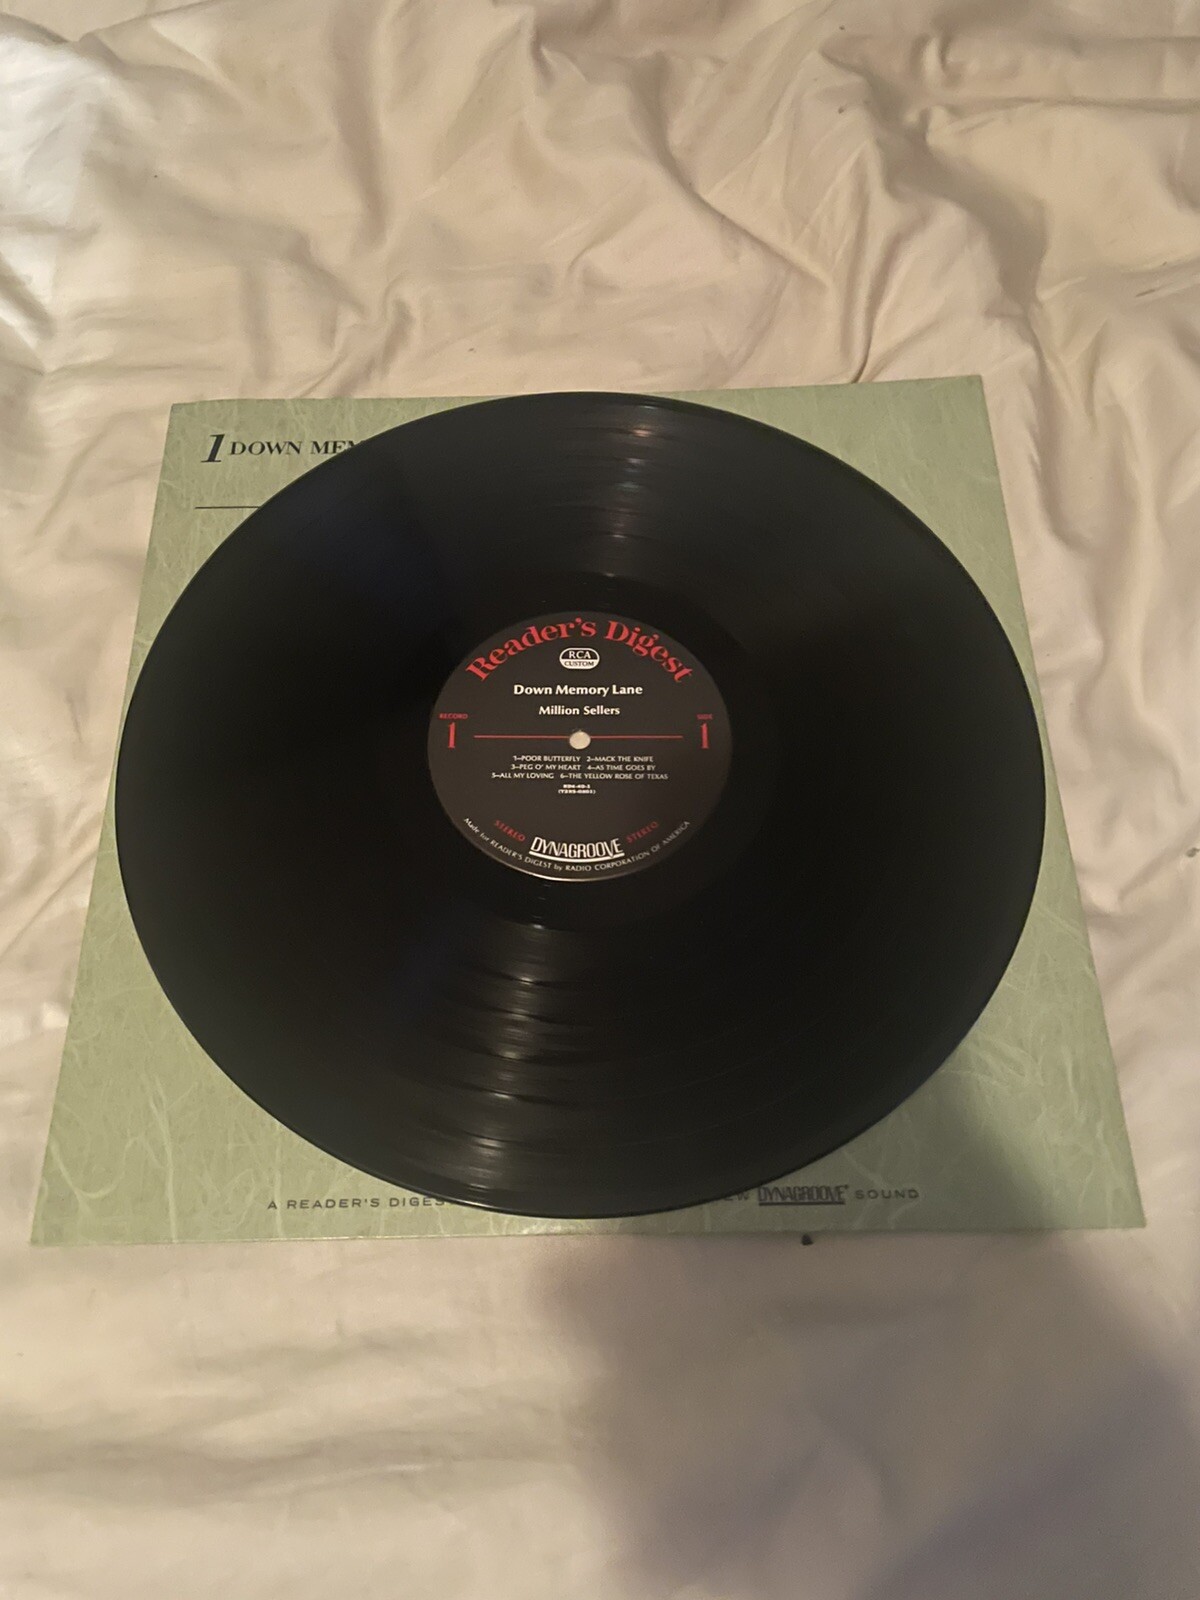 1 DOWN MEM
Reader's Digest
RCA
CUSTOM
Down Memory Lane
Million Sellers
RECORD
1
SIDE
1
1—POOR BUTTERFLY 2—MACK THE KNIFE
3—PEG O' MY HEART 4—AS TIME GOES BY
5—ALL MY LOVING 6—THE YELLOW ROSE OF TEXAS
STEREO DYNAGROOVE STEREO
Made for READER'S DIGEST by RADIO CORPORATION OF AMERICA
A READER'S DIGES
EW DYNAGROOVE SOUND